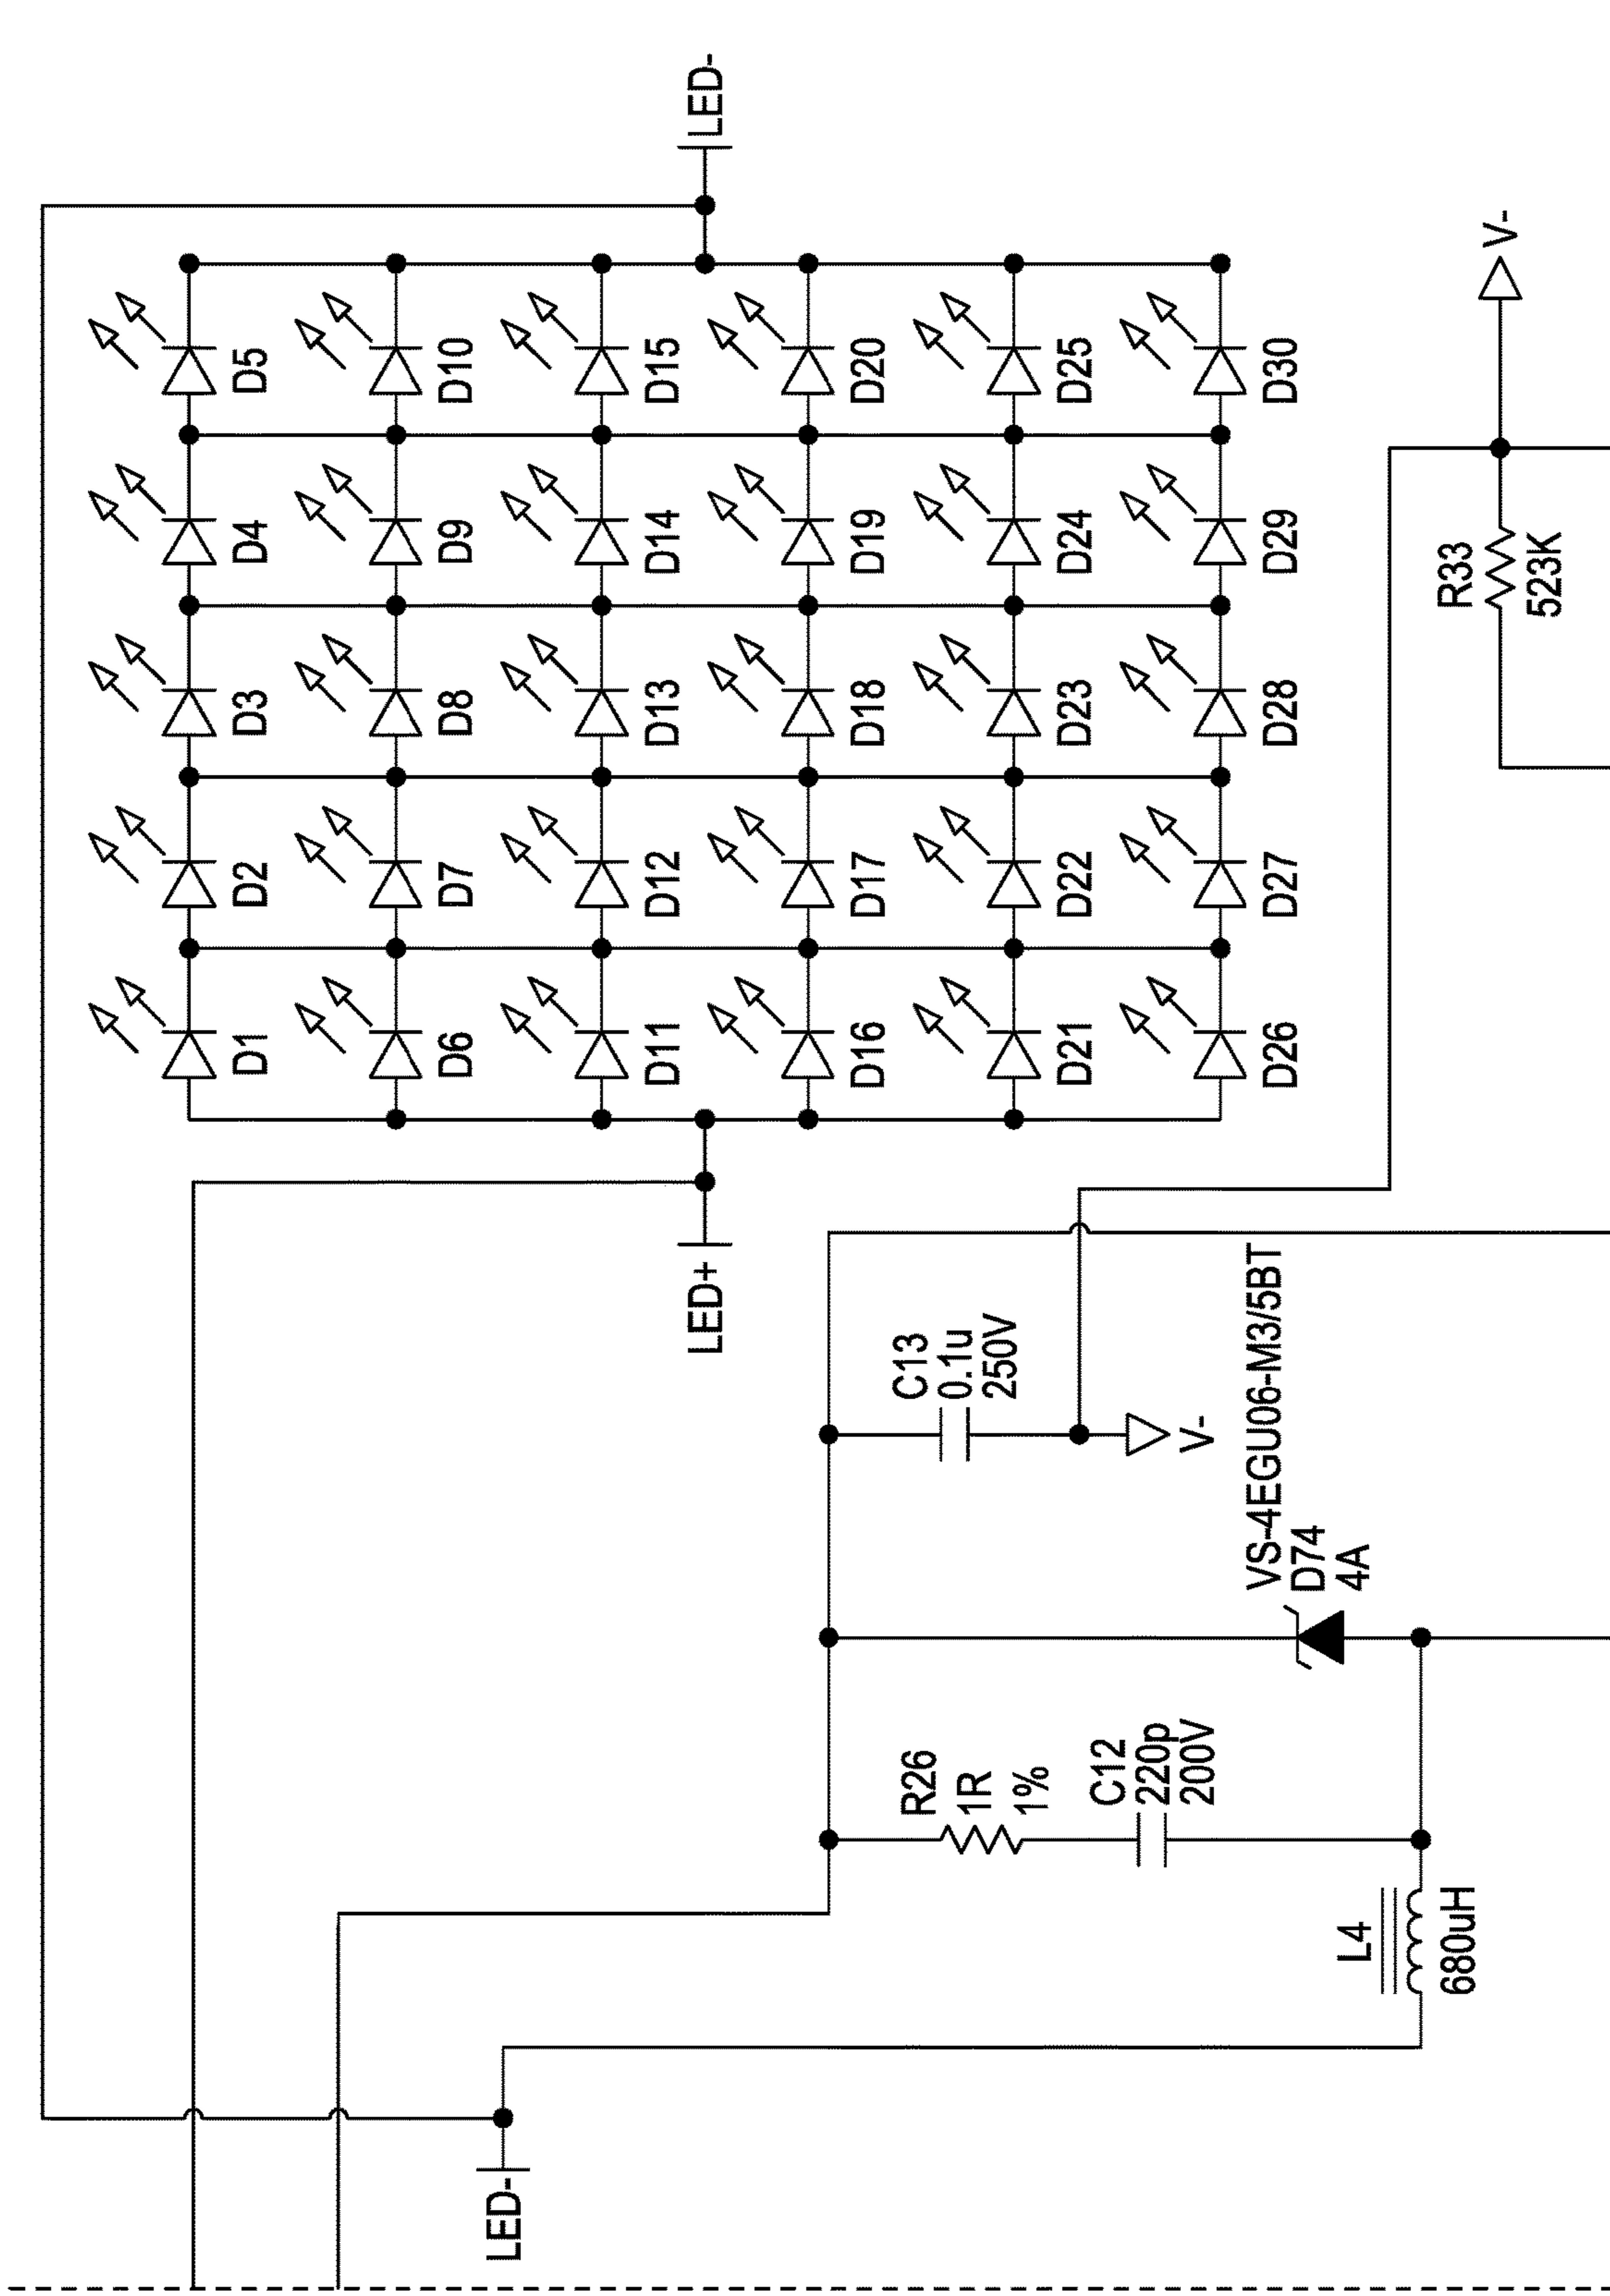 LED-
D5
D10
D15
D20
D25
D30
D4
D9
D14
D19
D24
D29
D3
D8
D13
D18
D23
D28
D2
D7
D12
D17
D22
D27
D1
D6
D11
D16
D21
D26
V-
R33
523K
LED+
C13
0.1u
250V
V-
VS-4EGU06-M3/5BT
D74
4A
R26
1R
1%
C12
220p
200V
L4
680uH
LED-